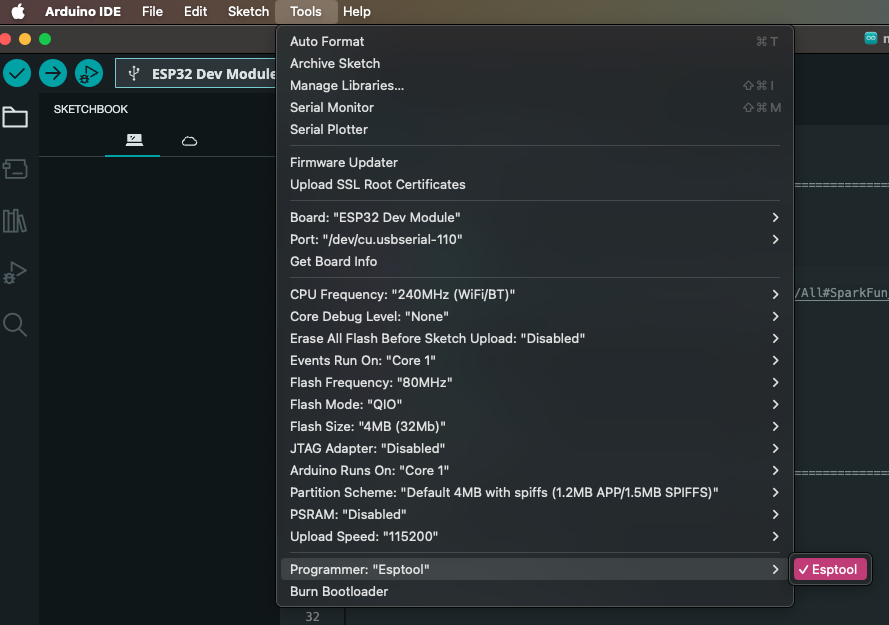 Arduino IDE File Edit Sketch Tools Help
ESP32 Dev Module
SKETCHBOOK
Auto Format ⌘ T
Archive Sketch
Manage Libraries... ⇧ ⌘ I
Serial Monitor ⇧ ⌘ M
Serial Plotter
Firmware Updater
Upload SSL Root Certificates
Board: "ESP32 Dev Module"
Port: "/dev/cu.usbserial-110"
Get Board Info
CPU Frequency: "240MHz (WiFi/BT)"
/All#SparkFun_
Core Debug Level: "None"
Erase All Flash Before Sketch Upload: "Disabled"
Events Run On: "Core 1"
Flash Frequency: "80MHz"
Flash Mode: "QIO"
Flash Size: "4MB (32Mb)"
JTAG Adapter: "Disabled"
Arduino Runs On: "Core 1"
Partition Scheme: "Default 4MB with spiffs (1.2MB APP/1.5MB SPIFFS)"
PSRAM: "Disabled"
Upload Speed: "115200"
Programmer: "Esptool"
✓ Esptool
Burn Bootloader
32